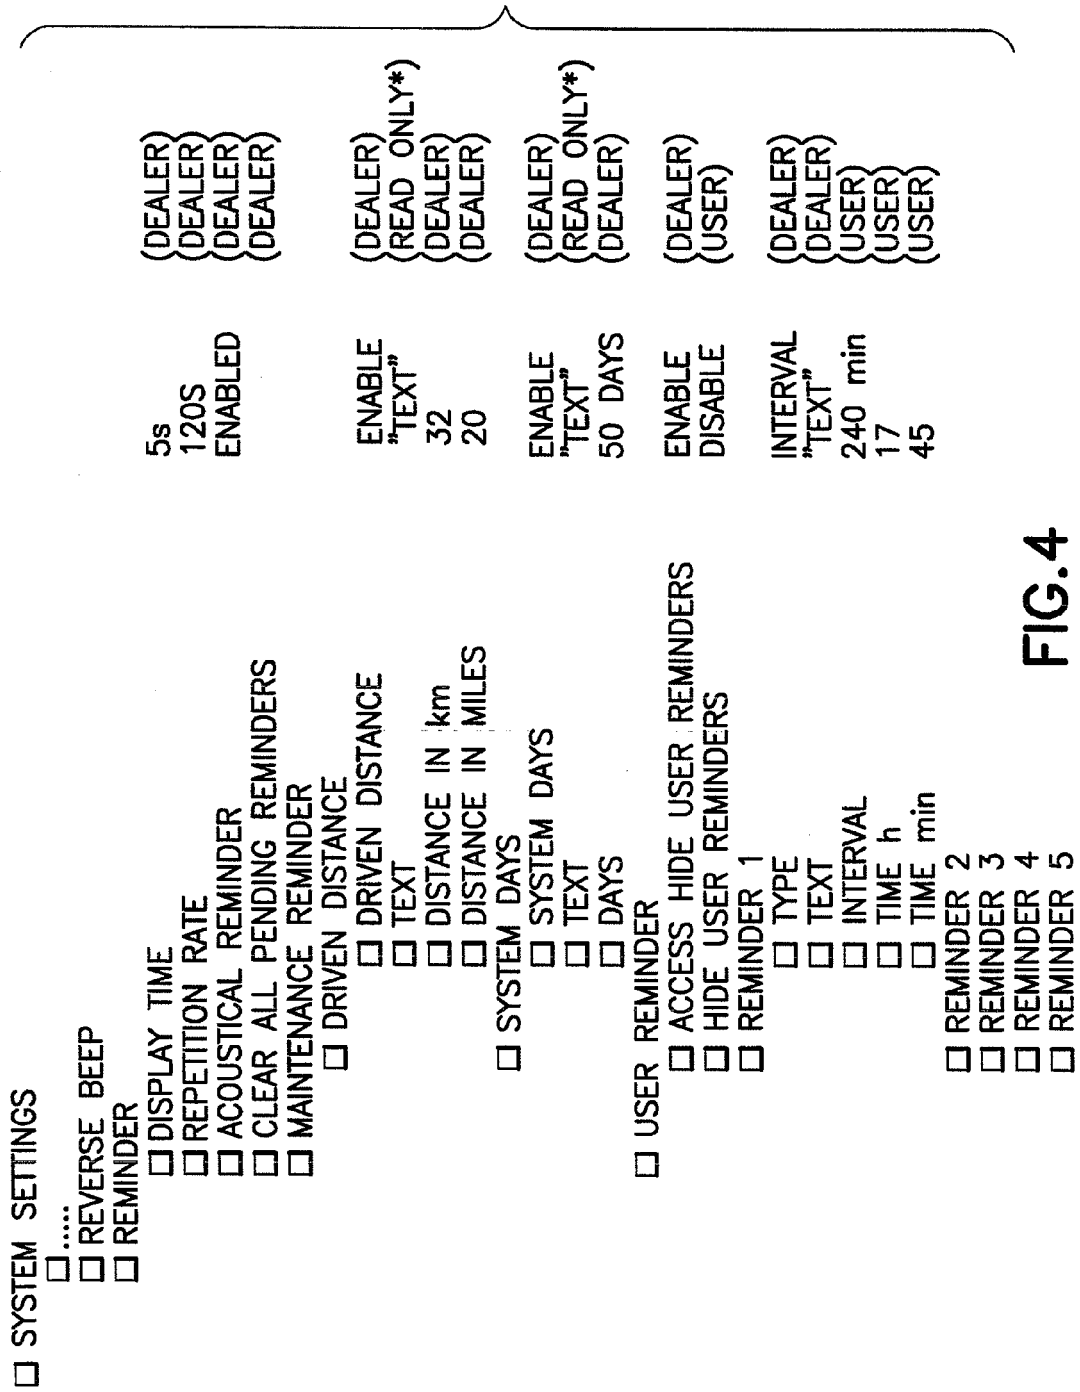 □ SYSTEM SETTINGS
□.....
□ REVERSE BEEP
□ REMINDER
□ DISPLAY TIME 5s (DEALER)
□ REPETITION RATE 120S (DEALER)
□ ACOUSTICAL REMINDER ENABLED (DEALER)
□ CLEAR ALL PENDING REMINDERS (DEALER)
□ MAINTENANCE REMINDER
□ DRIVEN DISTANCE
□ DRIVEN DISTANCE ENABLE (DEALER)
□ TEXT "TEXT" (READ ONLY*)
□ DISTANCE IN km 32 (DEALER)
□ DISTANCE IN MILES 20 (DEALER)
□ SYSTEM DAYS
□ SYSTEM DAYS ENABLE (DEALER)
□ TEXT "TEXT" (READ ONLY*)
□ DAYS 50 DAYS (DEALER)
□ USER REMINDER
□ ACCESS HIDE USER REMINDERS ENABLE (DEALER)
□ HIDE USER REMINDERS DISABLE (USER)
□ REMINDER 1
□ TYPE INTERVAL (DEALER)
□ TEXT "TEXT" (DEALER)
□ INTERVAL 240 min (USER)
□ TIME h 17 (USER)
□ TIME min 45 (USER)
□ REMINDER 2
□ REMINDER 3
□ REMINDER 4
□ REMINDER 5
FIG.4